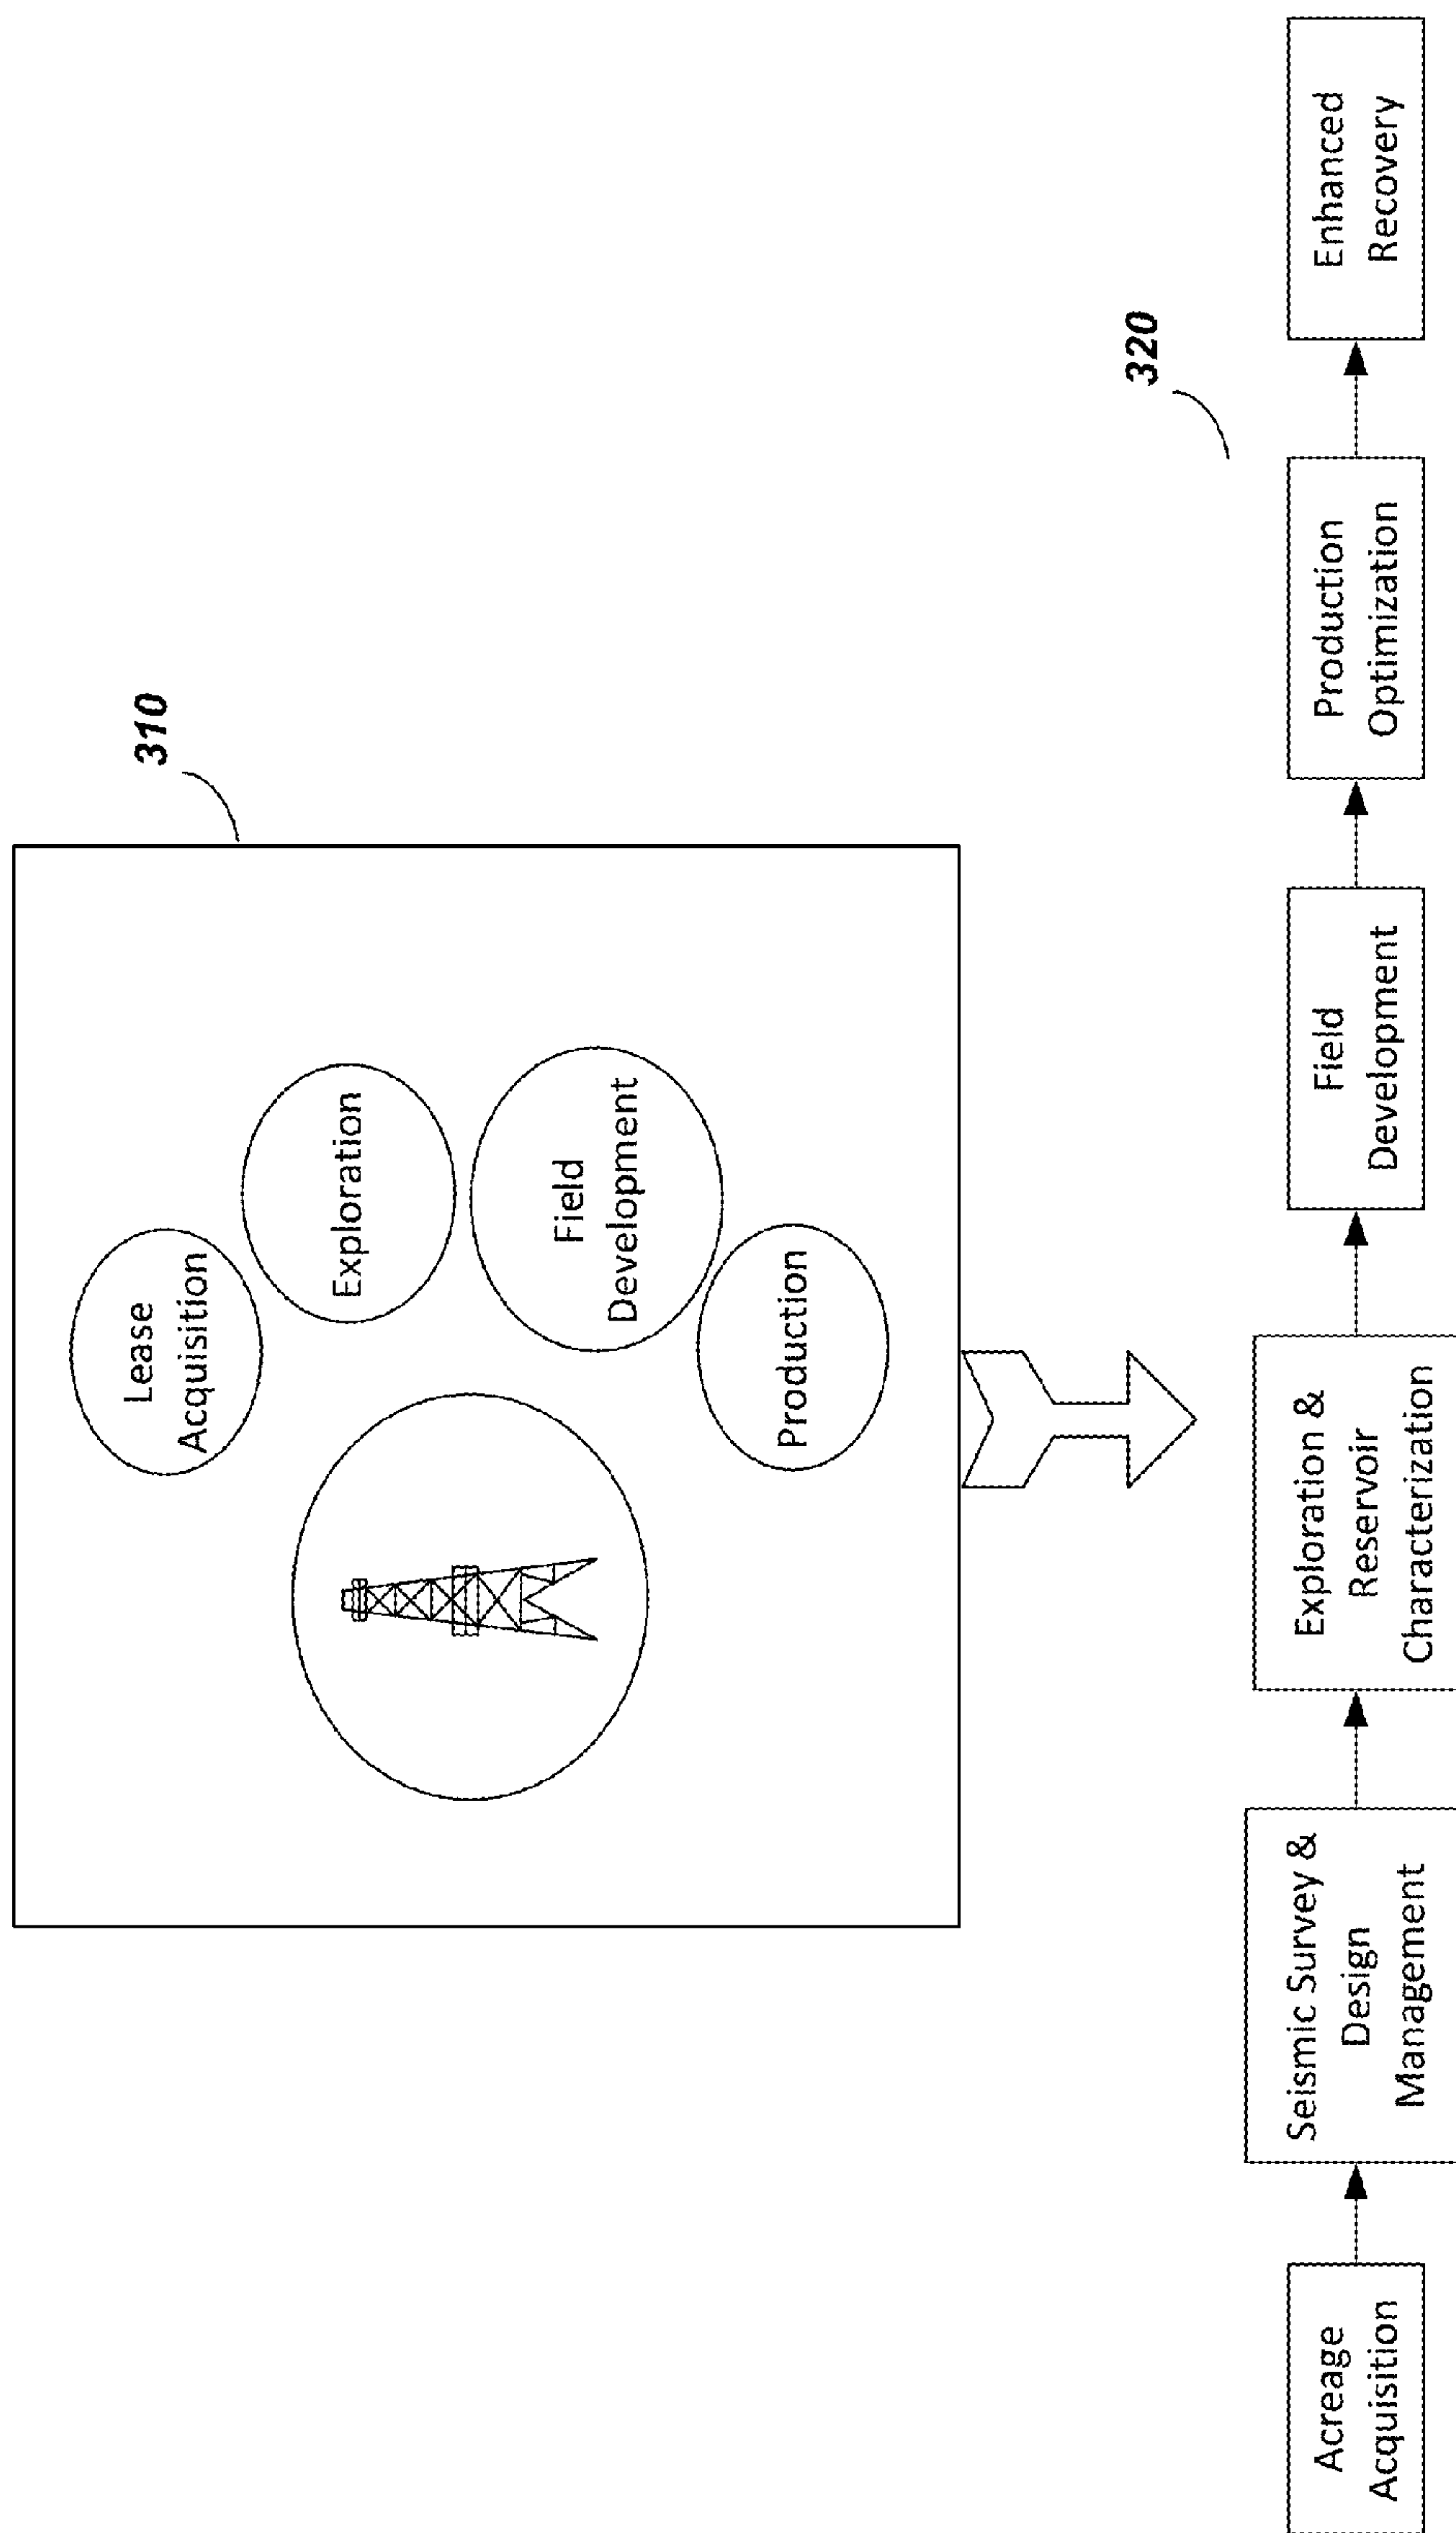 310
Lease
Acquisition
Exploration
Field
Development
Production
320
Acreage
Acquisition
Seismic Survey &
Design
Management
Exploration &
Reservoir
Characterization
Field
Development
Production
Optimization
Enhanced
Recovery